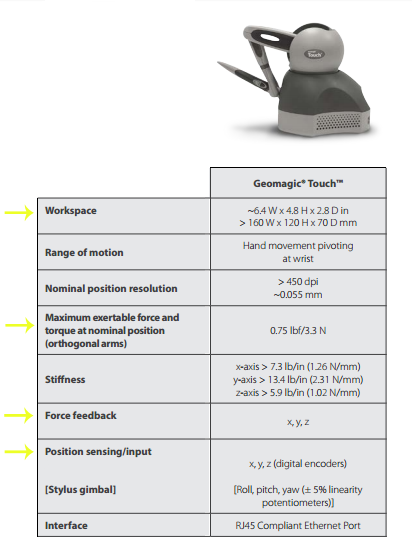 Touch
Geomagic® Touch™
Workspace
~6.4 W x 4.8 H x 2.8 D in
> 160 W x 120 H x 70 D mm
Range of motion
Hand movement pivoting
at wrist
Nominal position resolution
> 450 dpi
~0.055 mm
Maximum exertable force and
torque at nominal position
(orthogonal arms)
0.75 lbf/3.3 N
Stiffness
x-axis > 7.3 lb/in (1.26 N/mm)
y-axis > 13.4 lb/in (2.31 N/mm)
z-axis > 5.9 lb/in (1.02 N/mm)
Force feedback
x, y, z
Position sensing/input
x, y, z (digital encoders)
[Stylus gimbal]
[Roll, pitch, yaw (± 5% linearity
potentiometers)]
Interface
RJ45 Compliant Ethernet Port